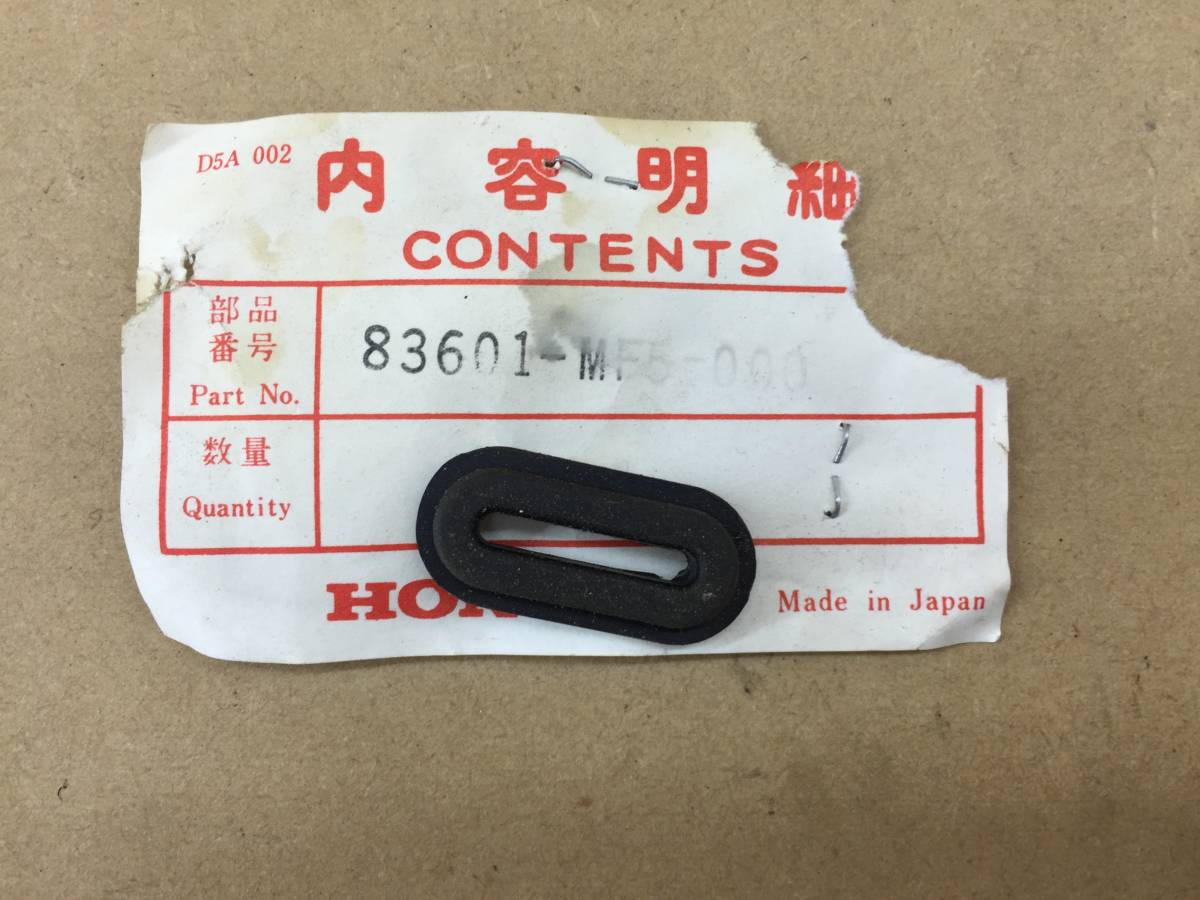 D5A 002
内容明細
CONTENTS
部品
番号
Part No.
83601-MF5-000
数量
Quantity
HON
Made in Japan